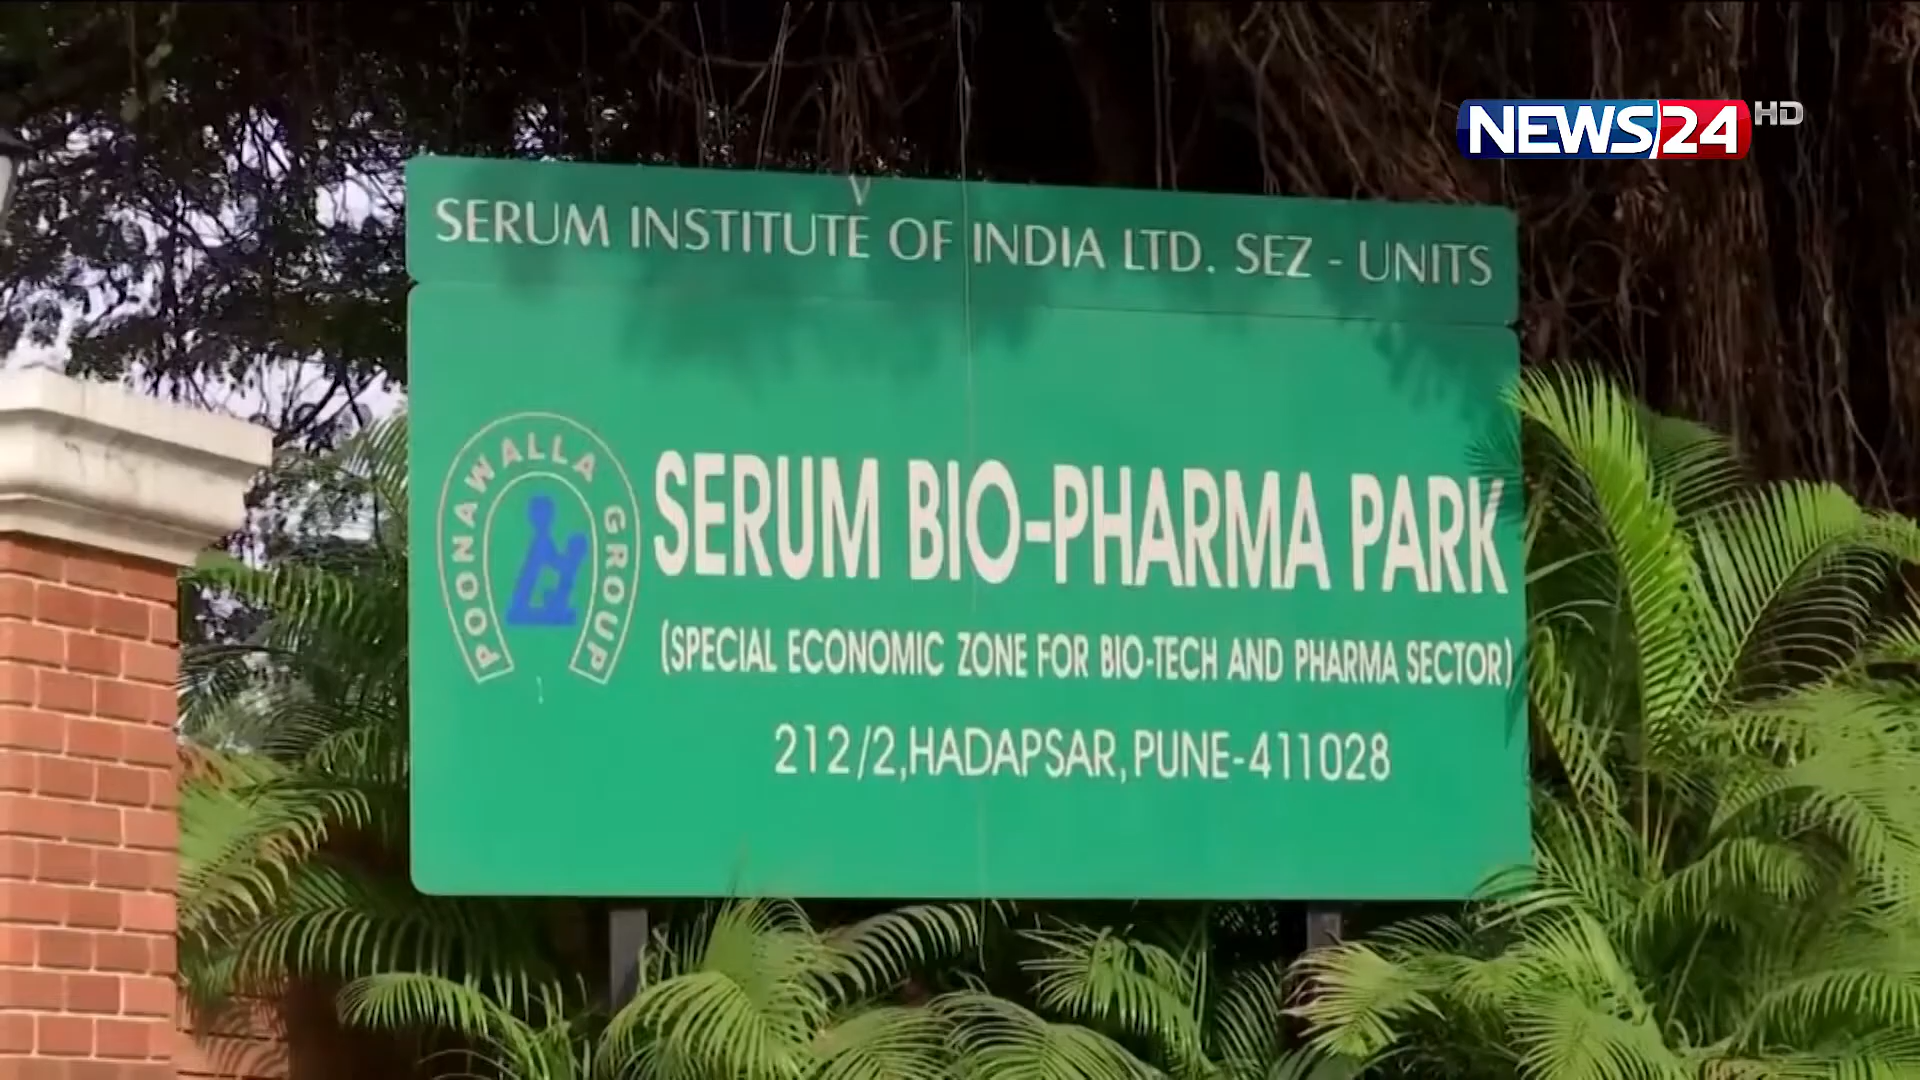 NEWS24 HD
SERUM INSTITUTE OF INDIA LTD. SEZ - UNITS
POONAWALLA GROUP
SERUM BIO-PHARMA PARK
(SPECIAL ECONOMIC ZONE FOR BIO-TECH AND PHARMA SECTOR)
212/2,HADAPSAR,PUNE-411028